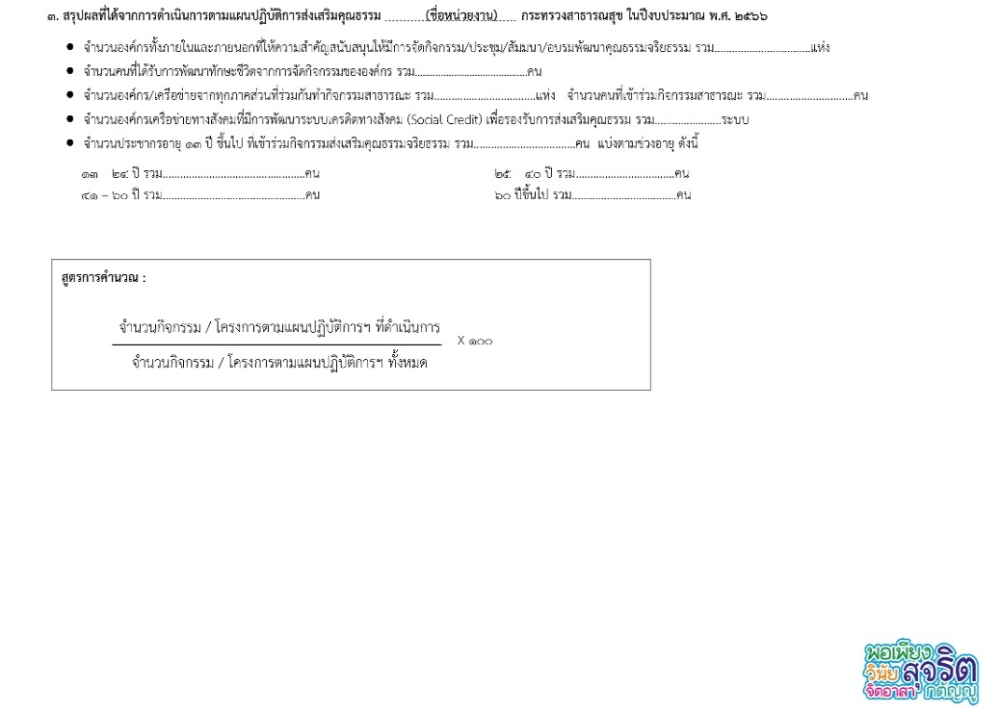 ๓. สรุปผลที่ได้จากการดำเนินการตามแผนปฏิบัติการส่งเสริมคุณธรรม ............(ชื่อหน่วยงาน)...... กระทรวงสาธารณสุข ในปีงบประมาณ พ.ศ. ๒๕๖๖
● จำนวนองค์กรทั้งภายในและภายนอกที่ให้ความสำคัญสนับสนุนให้มีการจัดกิจกรรม/ประชุม/สัมมนา/อบรมพัฒนาคุณธรรมจริยธรรม รวม..................................แห่ง
● จำนวนคนที่ได้รับการพัฒนาทักษะชีวิตจากการจัดกิจกรรมขององค์กร รวม........................................คน
● จำนวนองค์กร/เครือข่ายจากทุกภาคส่วนที่ร่วมกันทำกิจกรรมสาธารณะ รวม...................................แห่ง จำนวนคนที่เข้าร่วมกิจกรรมสาธารณะ รวม..............................คน
● จำนวนองค์กรเครือข่ายทางสังคมที่มีการพัฒนาระบบเครดิตทางสังคม (Social Credit) เพื่อรองรับการส่งเสริมคุณธรรม รวม.......................ระบบ
● จำนวนประชากรอายุ ๑๓ ปี ขึ้นไป ที่เข้าร่วมกิจกรรมส่งเสริมคุณธรรมจริยธรรม รวม...................................คน แบ่งตามช่วงอายุ ดังนี้
๑๓ ๒๔ ปี รวม.................................................คน ๒๕ ๔๐ ปี รวม..................................คน
๔๑ – ๖๐ ปี รวม.................................................คน ๖๐ ปีขึ้นไป รวม....................................คน
สูตรการคำนวณ :
จำนวนกิจกรรม / โครงการตามแผนปฏิบัติการฯ ที่ดำเนินการ
X ๑๐๐
จำนวนกิจกรรม / โครงการตามแผนปฏิบัติการฯ ทั้งหมด
พอเพียง
วินัย สุจริต
จิตอาสา กตัญญู